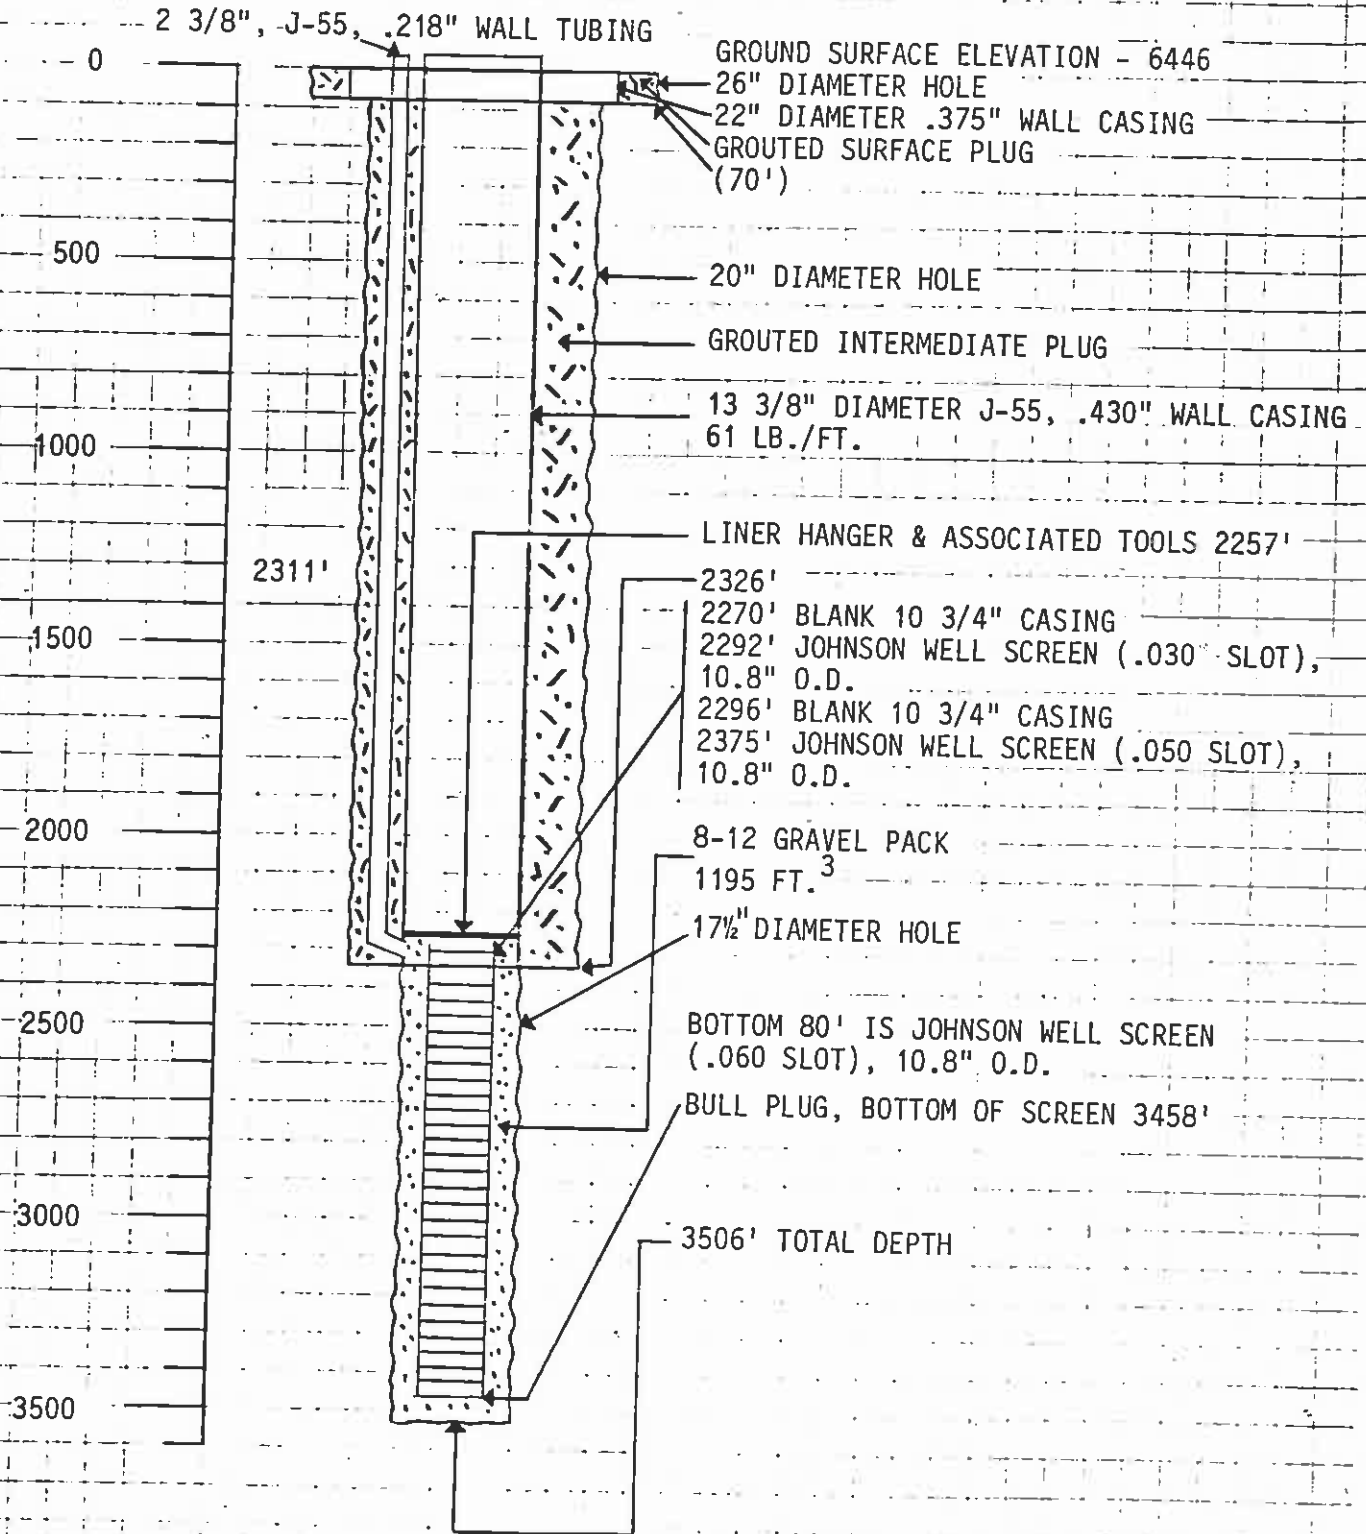 2 3/8", J-55, .218" WALL TUBING
0
GROUND SURFACE ELEVATION - 6446
26" DIAMETER HOLE
22" DIAMETER .375" WALL CASING
GROUTED SURFACE PLUG
(70')
500
20" DIAMETER HOLE
GROUTED INTERMEDIATE PLUG
13 3/8" DIAMETER J-55, .430" WALL CASING
61 LB./FT.
1000
LINER HANGER & ASSOCIATED TOOLS 2257'
2311'
2326'
2270' BLANK 10 3/4" CASING
1500
2292' JOHNSON WELL SCREEN (.030 SLOT),
10.8" O.D.
2296' BLANK 10 3/4" CASING
2375' JOHNSON WELL SCREEN (.050 SLOT),
10.8" O.D.
2000
8-12 GRAVEL PACK
1195 FT.³
17½" DIAMETER HOLE
2500
BOTTOM 80' IS JOHNSON WELL SCREEN
(.060 SLOT), 10.8" O.D.
BULL PLUG, BOTTOM OF SCREEN 3458'
3000
3506' TOTAL DEPTH
3500